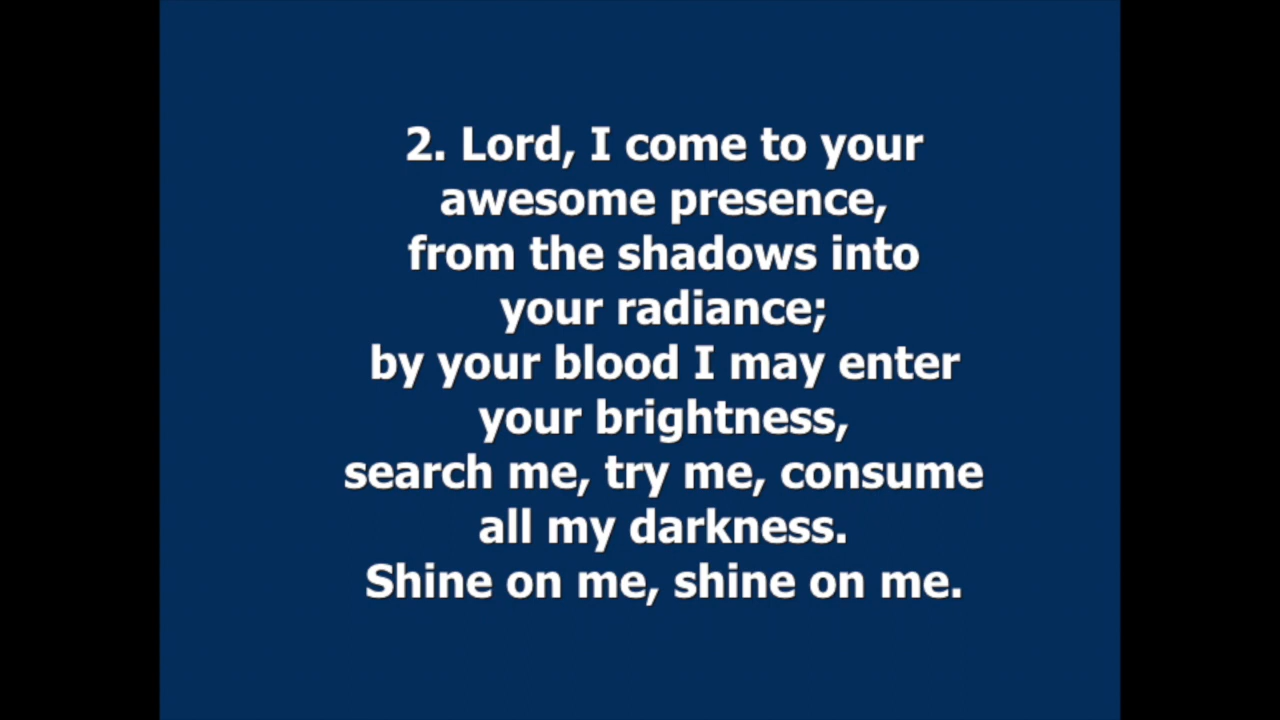 2. Lord, I come to your
awesome presence,
from the shadows into
your radiance;
by your blood I may enter
your brightness,
search me, try me, consume
all my darkness.
Shine on me, shine on me.